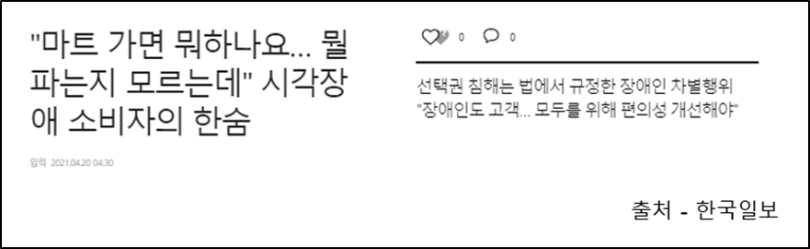 "마트 가면 뭐하나요... 뭘
파는지 모르는데" 시각장
애 소비자의 한숨
입력 2021.04.20 04:30
0 0
선택권 침해는 법에서 규정한 장애인 차별행위
"장애인도 고객... 모두를 위해 편의성 개선해야"
출처 - 한국일보